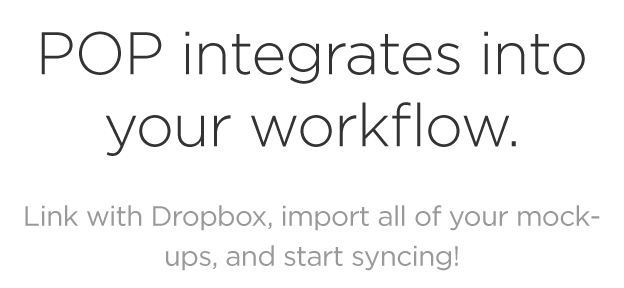 POP integrates into
your workflow.
Link with Dropbox, import all of your mock-
ups, and start syncing!